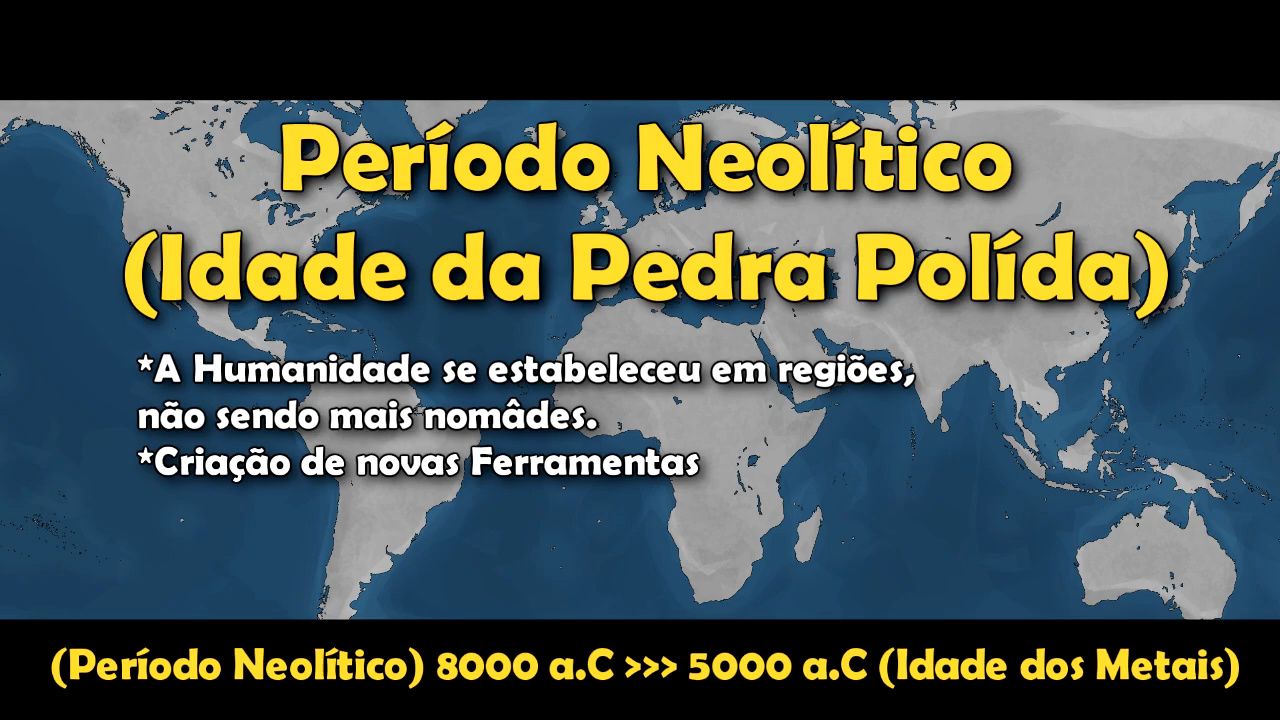 Período Neolítico
(Idade da Pedra Polída)
*A Humanidade se estabeleceu em regiões,
não sendo mais nomâdes.
*Criação de novas Ferramentas
(Período Neolítico) 8000 a.C >>> 5000 a.C (Idade dos Metais)